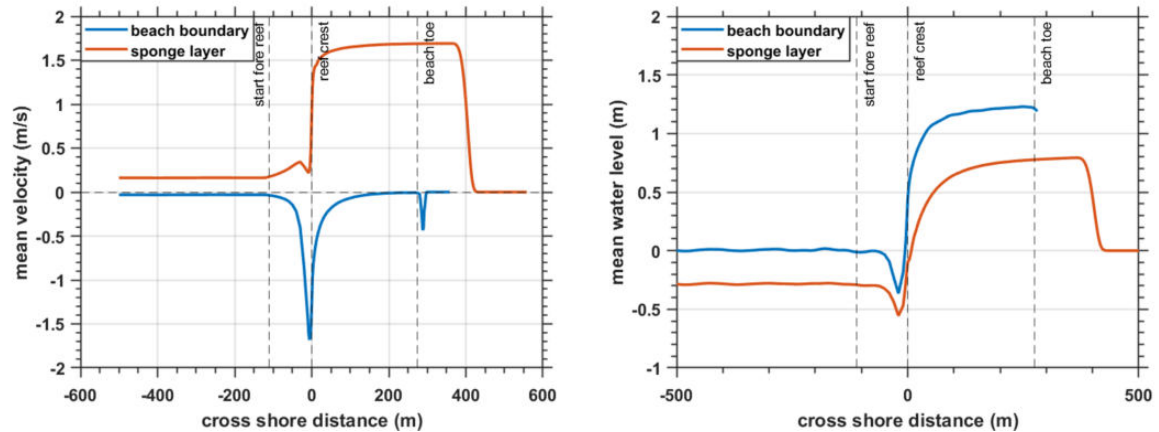 beach boundary
sponge layer
start fore reef
reef crest
beach toe
2
1.5
1
0.5
0
-0.5
-1
-1.5
-2
mean velocity (m/s)
-600
-400
-200
0
200
400
600
cross shore distance (m)
beach boundary
sponge layer
start fore reef
reef crest
beach toe
2
1.5
1
0.5
0
-0.5
-1
mean water level (m)
-500
0
500
cross shore distance (m)